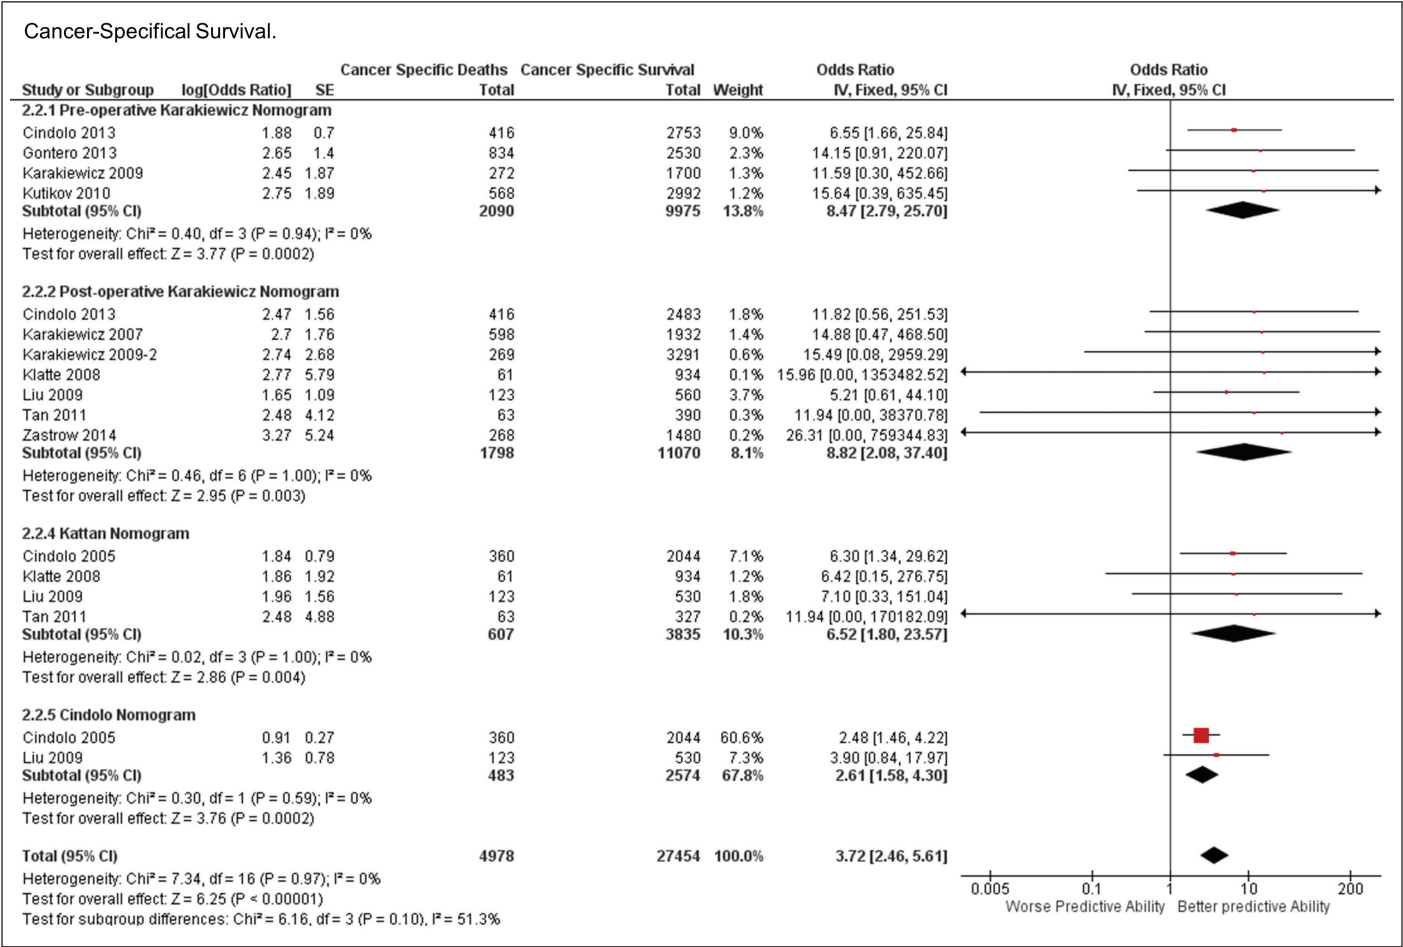 Cancer-Specifical Survival.
Cancer Specific Deaths Cancer Specific Survival Odds Ratio Odds Ratio
Study or Subgroup log[Odds Ratio] SE Total Total Weight IV, Fixed, 95% CI IV, Fixed, 95% CI
2.2.1 Pre-operative Karakiewicz Nomogram
Cindolo 2013 1.88 0.7 416 2753 9.0% 6.55 [1.66, 25.84]
Gontero 2013 2.65 1.4 834 2530 2.3% 14.15 [0.91, 220.07]
Karakiewicz 2009 2.45 1.87 272 1700 1.3% 11.59 [0.30, 452.66]
Kutikov 2010 2.75 1.89 568 2992 1.2% 15.64 [0.39, 635.45]
Subtotal (95% CI) 2090 9975 13.8% 8.47 [2.79, 25.70]
Heterogeneity: Chi² = 0.40, df = 3 (P = 0.94); I² = 0%
Test for overall effect: Z = 3.77 (P = 0.0002)
2.2.2 Post-operative Karakiewicz Nomogram
Cindolo 2013 2.47 1.56 416 2483 1.8% 11.82 [0.56, 251.53]
Karakiewicz 2007 2.7 1.76 598 1932 1.4% 14.88 [0.47, 468.50]
Karakiewicz 2009-2 2.74 2.68 269 3291 0.6% 15.49 [0.08, 2959.29]
Klatte 2008 2.77 5.79 61 934 0.1% 15.96 [0.00, 1353482.52]
Liu 2009 1.65 1.09 123 560 3.7% 5.21 [0.61, 44.10]
Tan 2011 2.48 4.12 63 390 0.3% 11.94 [0.00, 38370.78]
Zastrow 2014 3.27 5.24 268 1480 0.2% 26.31 [0.00, 759344.83]
Subtotal (95% CI) 1798 11070 8.1% 8.82 [2.08, 37.40]
Heterogeneity: Chi² = 0.46, df = 6 (P = 1.00); I² = 0%
Test for overall effect: Z = 2.95 (P = 0.003)
2.2.4 Kattan Nomogram
Cindolo 2005 1.84 0.79 360 2044 7.1% 6.30 [1.34, 29.62]
Klatte 2008 1.86 1.92 61 934 1.2% 6.42 [0.15, 276.75]
Liu 2009 1.96 1.56 123 530 1.8% 7.10 [0.33, 151.04]
Tan 2011 2.48 4.88 63 327 0.2% 11.94 [0.00, 170182.09]
Subtotal (95% CI) 607 3835 10.3% 6.52 [1.80, 23.57]
Heterogeneity: Chi² = 0.02, df = 3 (P = 1.00); I² = 0%
Test for overall effect: Z = 2.86 (P = 0.004)
2.2.5 Cindolo Nomogram
Cindolo 2005 0.91 0.27 360 2044 60.6% 2.48 [1.46, 4.22]
Liu 2009 1.36 0.78 123 530 7.3% 3.90 [0.84, 17.97]
Subtotal (95% CI) 483 2574 67.8% 2.61 [1.58, 4.30]
Heterogeneity: Chi² = 0.30, df = 1 (P = 0.59); I² = 0%
Test for overall effect: Z = 3.76 (P = 0.0002)
Total (95% CI) 4978 27454 100.0% 3.72 [2.46, 5.61]
Heterogeneity: Chi² = 7.34, df = 16 (P = 0.97); I² = 0%
Test for overall effect: Z = 6.25 (P < 0.00001)
Test for subgroup differences: Chi² = 6.16, df = 3 (P = 0.10), I² = 51.3%
0.005 0.1 1 10 200
Worse Predictive Ability Better predictive Ability